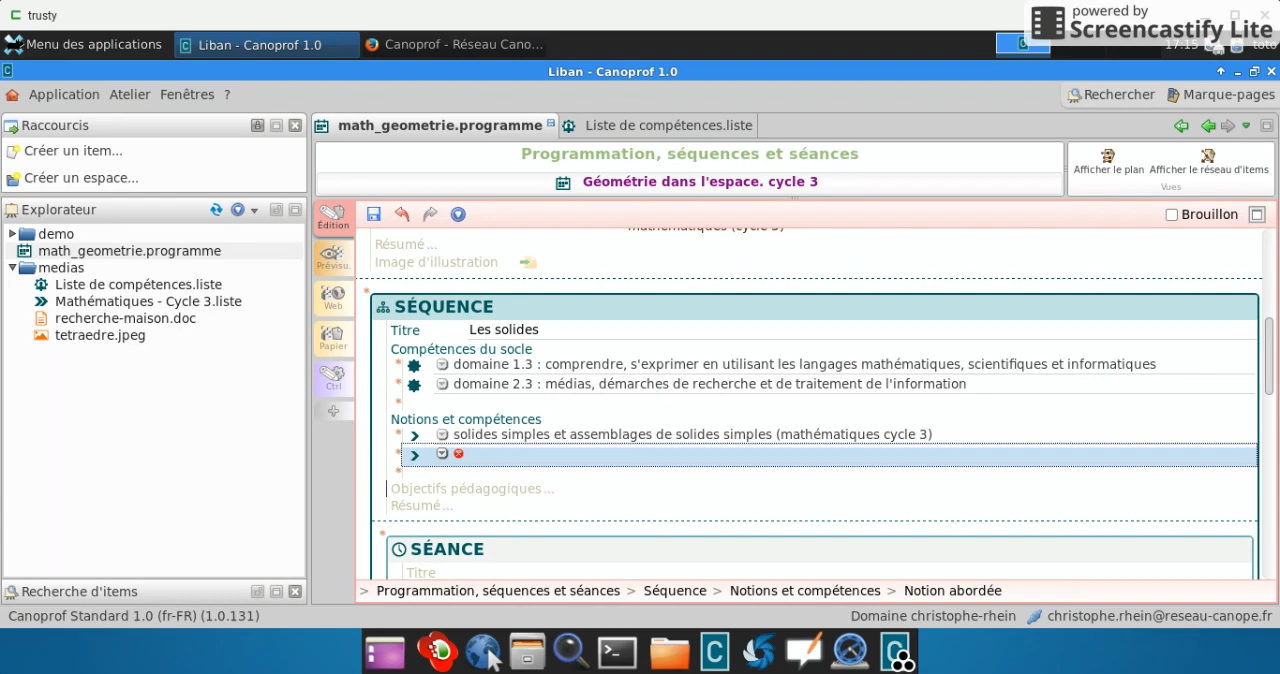 trusty
powered by
Screencastify Lite
Menu des applications
Liban - Canoprof 1.0
Canoprof - Réseau Cano...
17:15
toto
Liban - Canoprof 1.0
Application Atelier Fenêtres ?
Rechercher
Marque-pages
Raccourcis
math_geometrie.programme
Liste de compétences.liste
Créer un item...
Créer un espace...
Programmation, séquences et séances
Géométrie dans l'espace. cycle 3
Afficher le plan
Afficher le réseau d'items
Vues
Explorateur
demo
math_geometrie.programme
medias
Liste de compétences.liste
Mathématiques - Cycle 3.liste
recherche-maison.doc
tetraedre.jpeg
Édition
Prévisu.
Web
Papier
Ctrl
Brouillon
mathématiques (cycle 3)
Résumé...
Image d'illustration
SÉQUENCE
Titre Les solides
Compétences du socle
domaine 1.3 : comprendre, s'exprimer en utilisant les langages mathématiques, scientifiques et informatiques
domaine 2.3 : médias, démarches de recherche et de traitement de l'information
Notions et compétences
solides simples et assemblages de solides simples (mathématiques cycle 3)
Objectifs pédagogiques...
Résumé ...
SÉANCE
Titre
Recherche d'items
> Programmation, séquences et séances > Séquence > Notions et compétences > Notion abordée
Canoprof Standard 1.0 (fr-FR) (1.0.131)
Domaine christophe-rhein
christophe.rhein@reseau-canope.fr